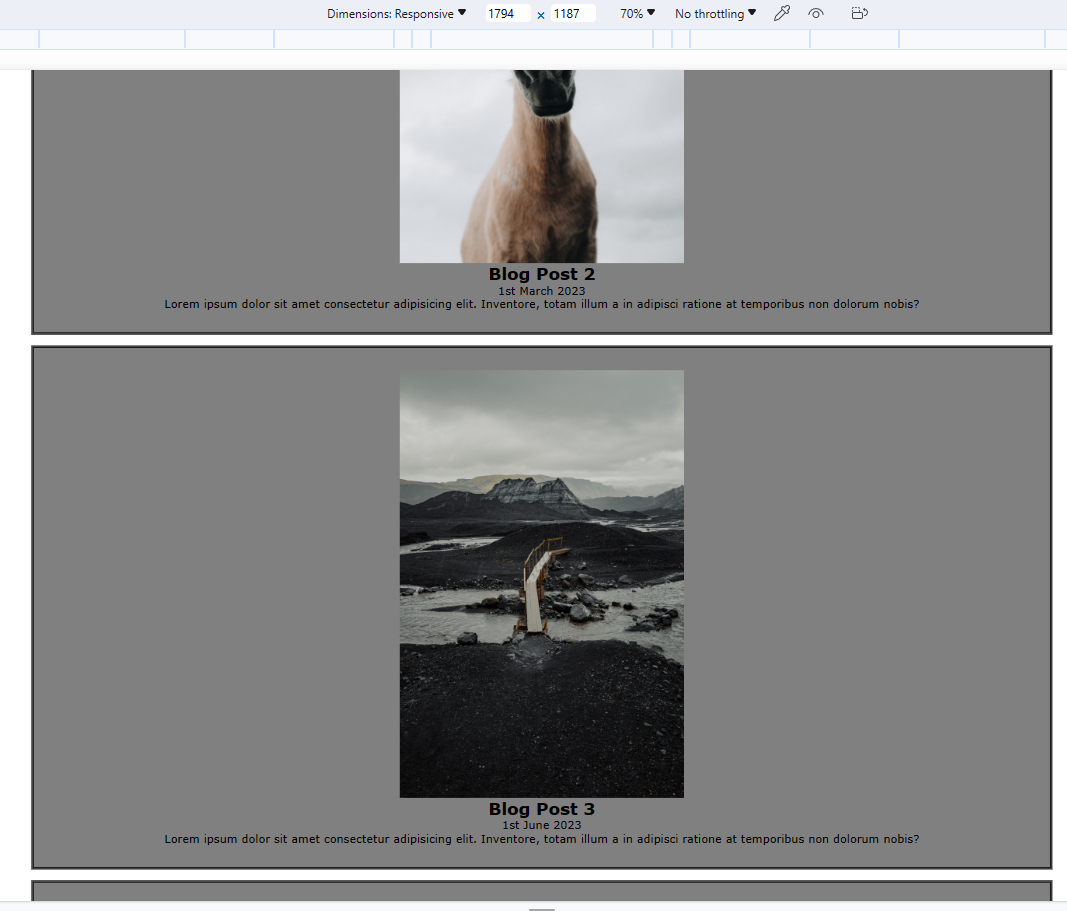 Dimensions: Responsive 1794 × 1187 70% No throttling
Blog Post 2
1st March 2023
Lorem ipsum dolor sit amet consectetur adipisicing elit. Inventore, totam illum a in adipisci ratione at temporibus non dolorum nobis?
Blog Post 3
1st June 2023
Lorem ipsum dolor sit amet consectetur adipisicing elit. Inventore, totam illum a in adipisci ratione at temporibus non dolorum nobis?